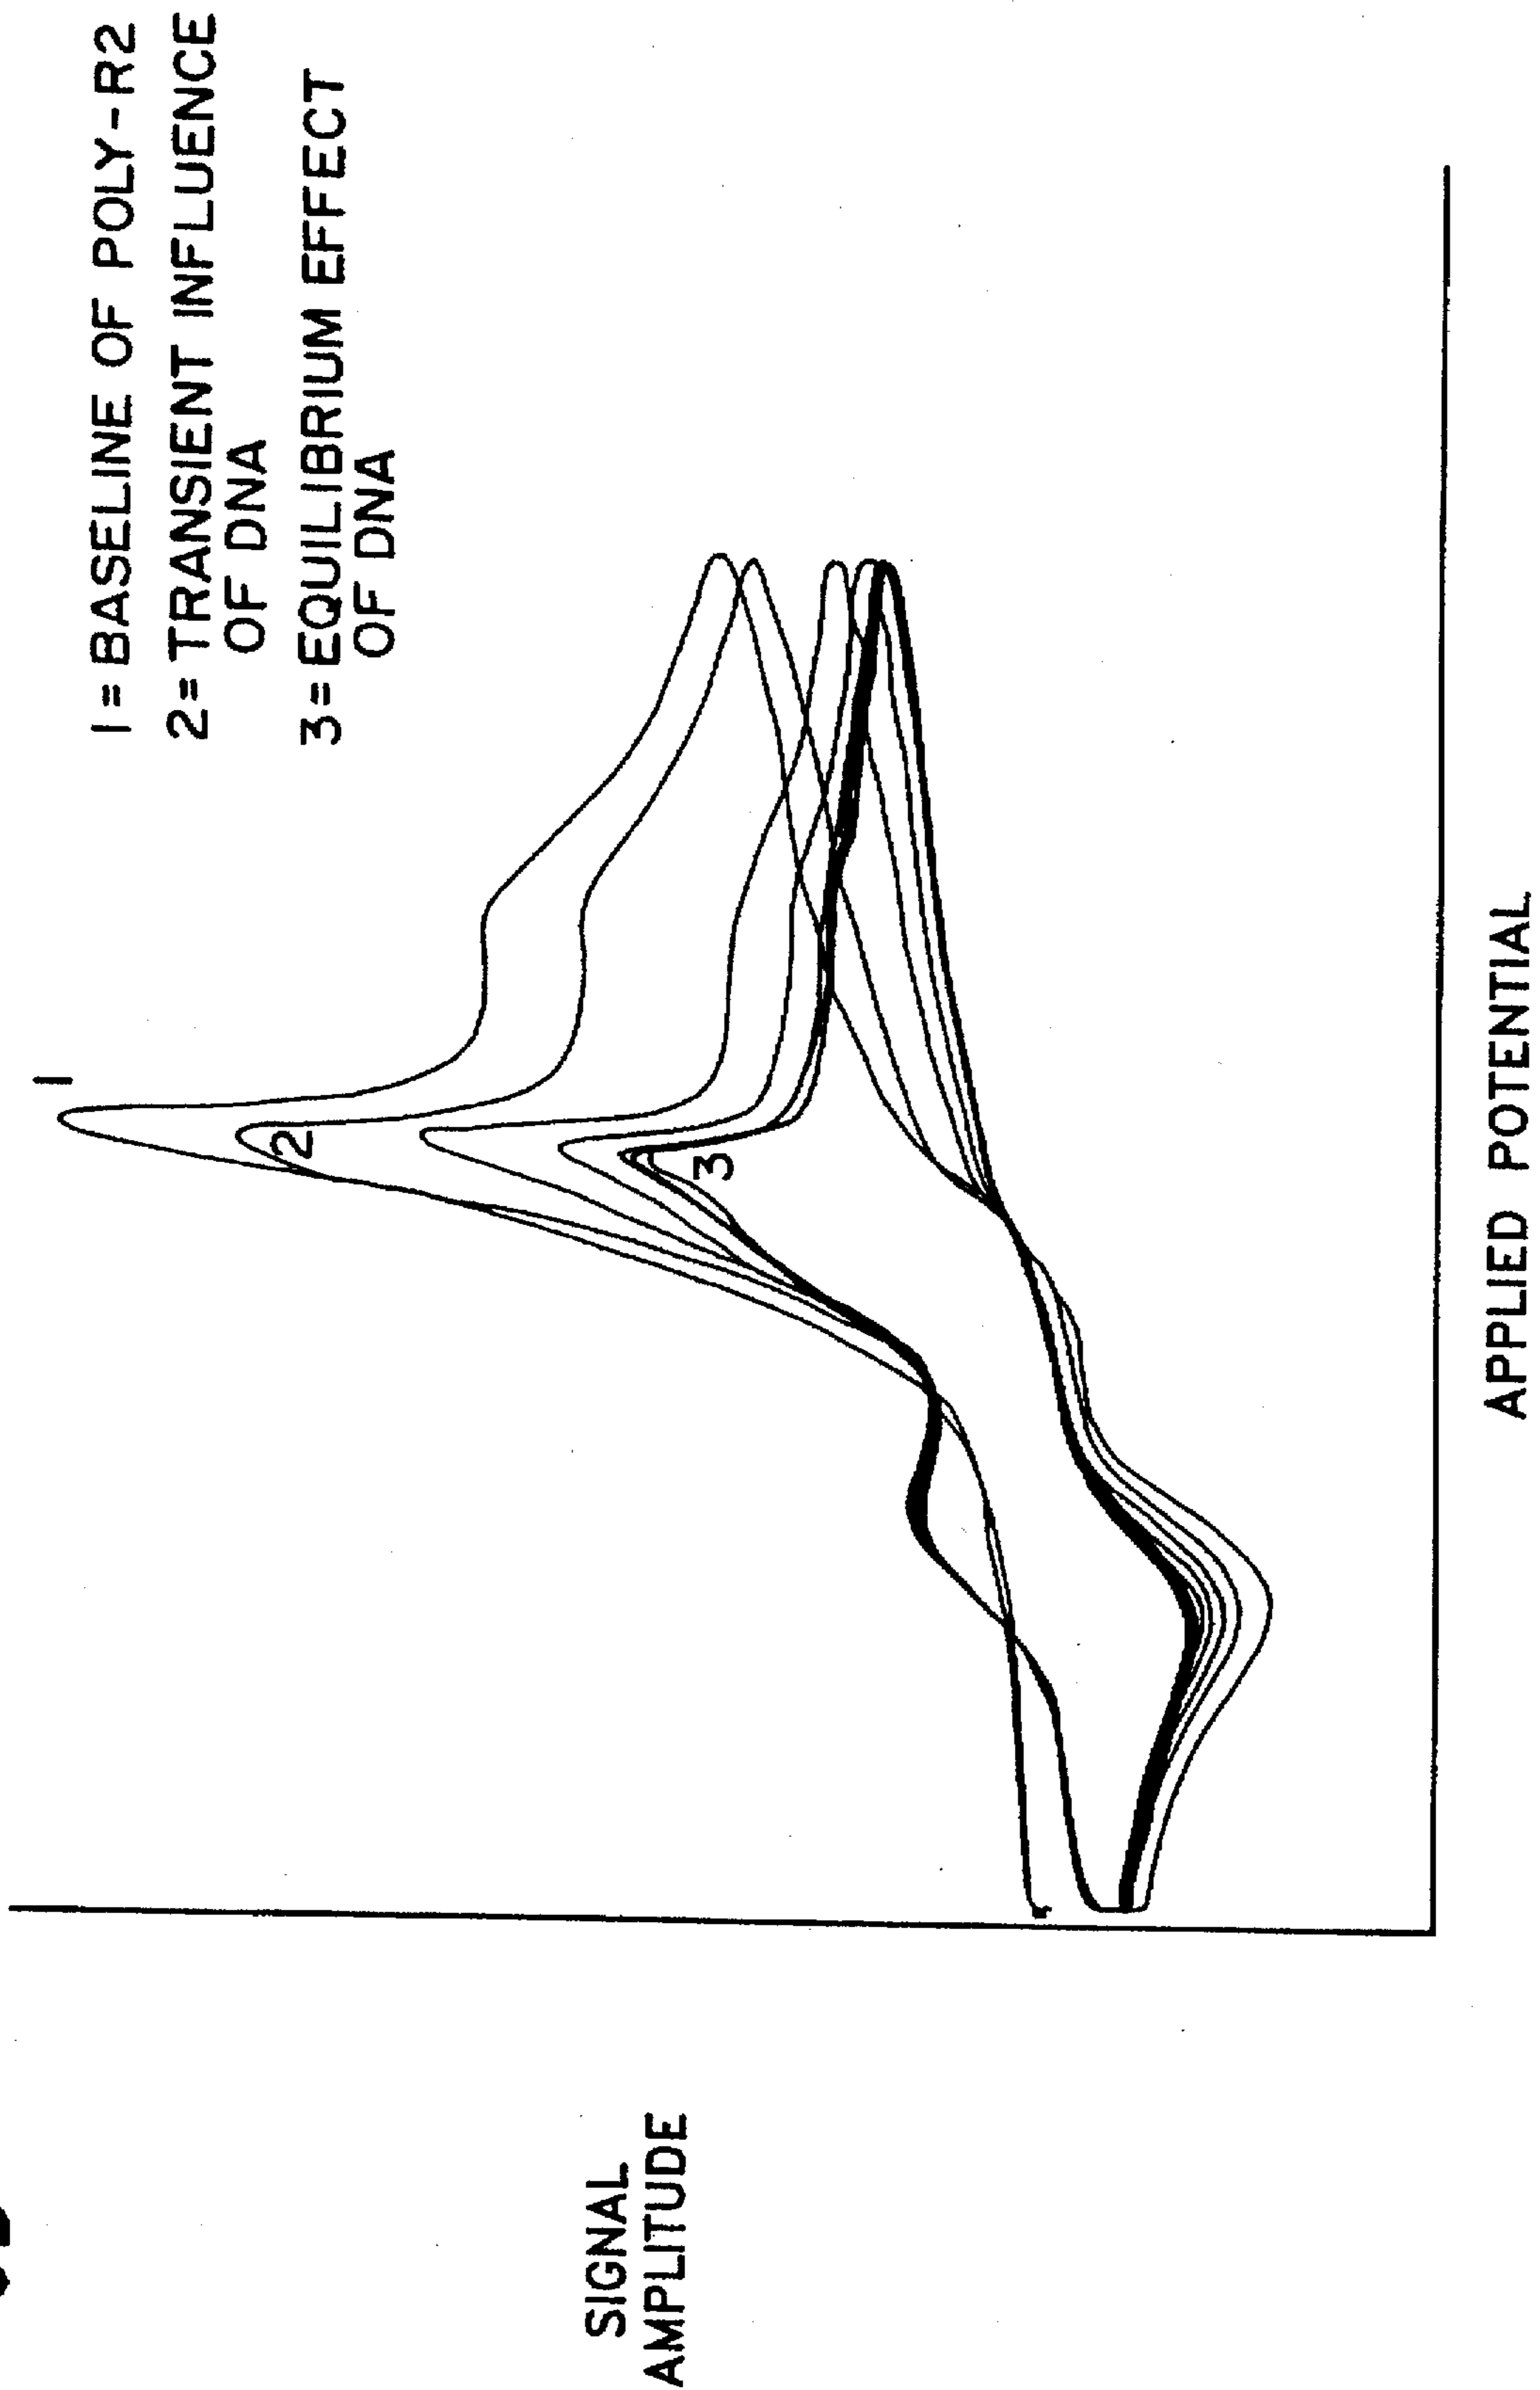 1 = BASELINE OF POLY-R2
2 = TRANSIENT INFLUENCE
OF DNA
3 = EQUILIBRIUM EFFECT
OF DNA
1
2
3
SIGNAL
AMPLITUDE
APPLIED POTENTIAL